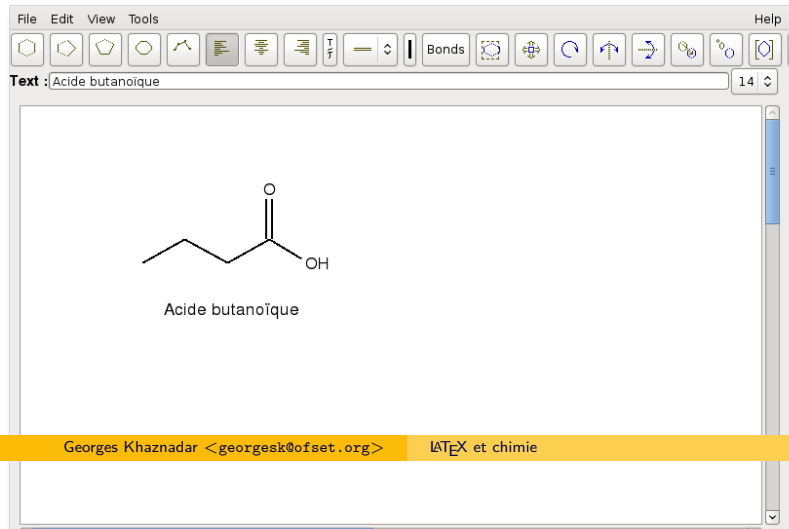 File Edit View Tools Help
T Bonds
Text : Acide butanoïque 14
O
OH
Acide butanoïque
Georges Khaznadar <georgesk@ofset.org> LATEX et chimie